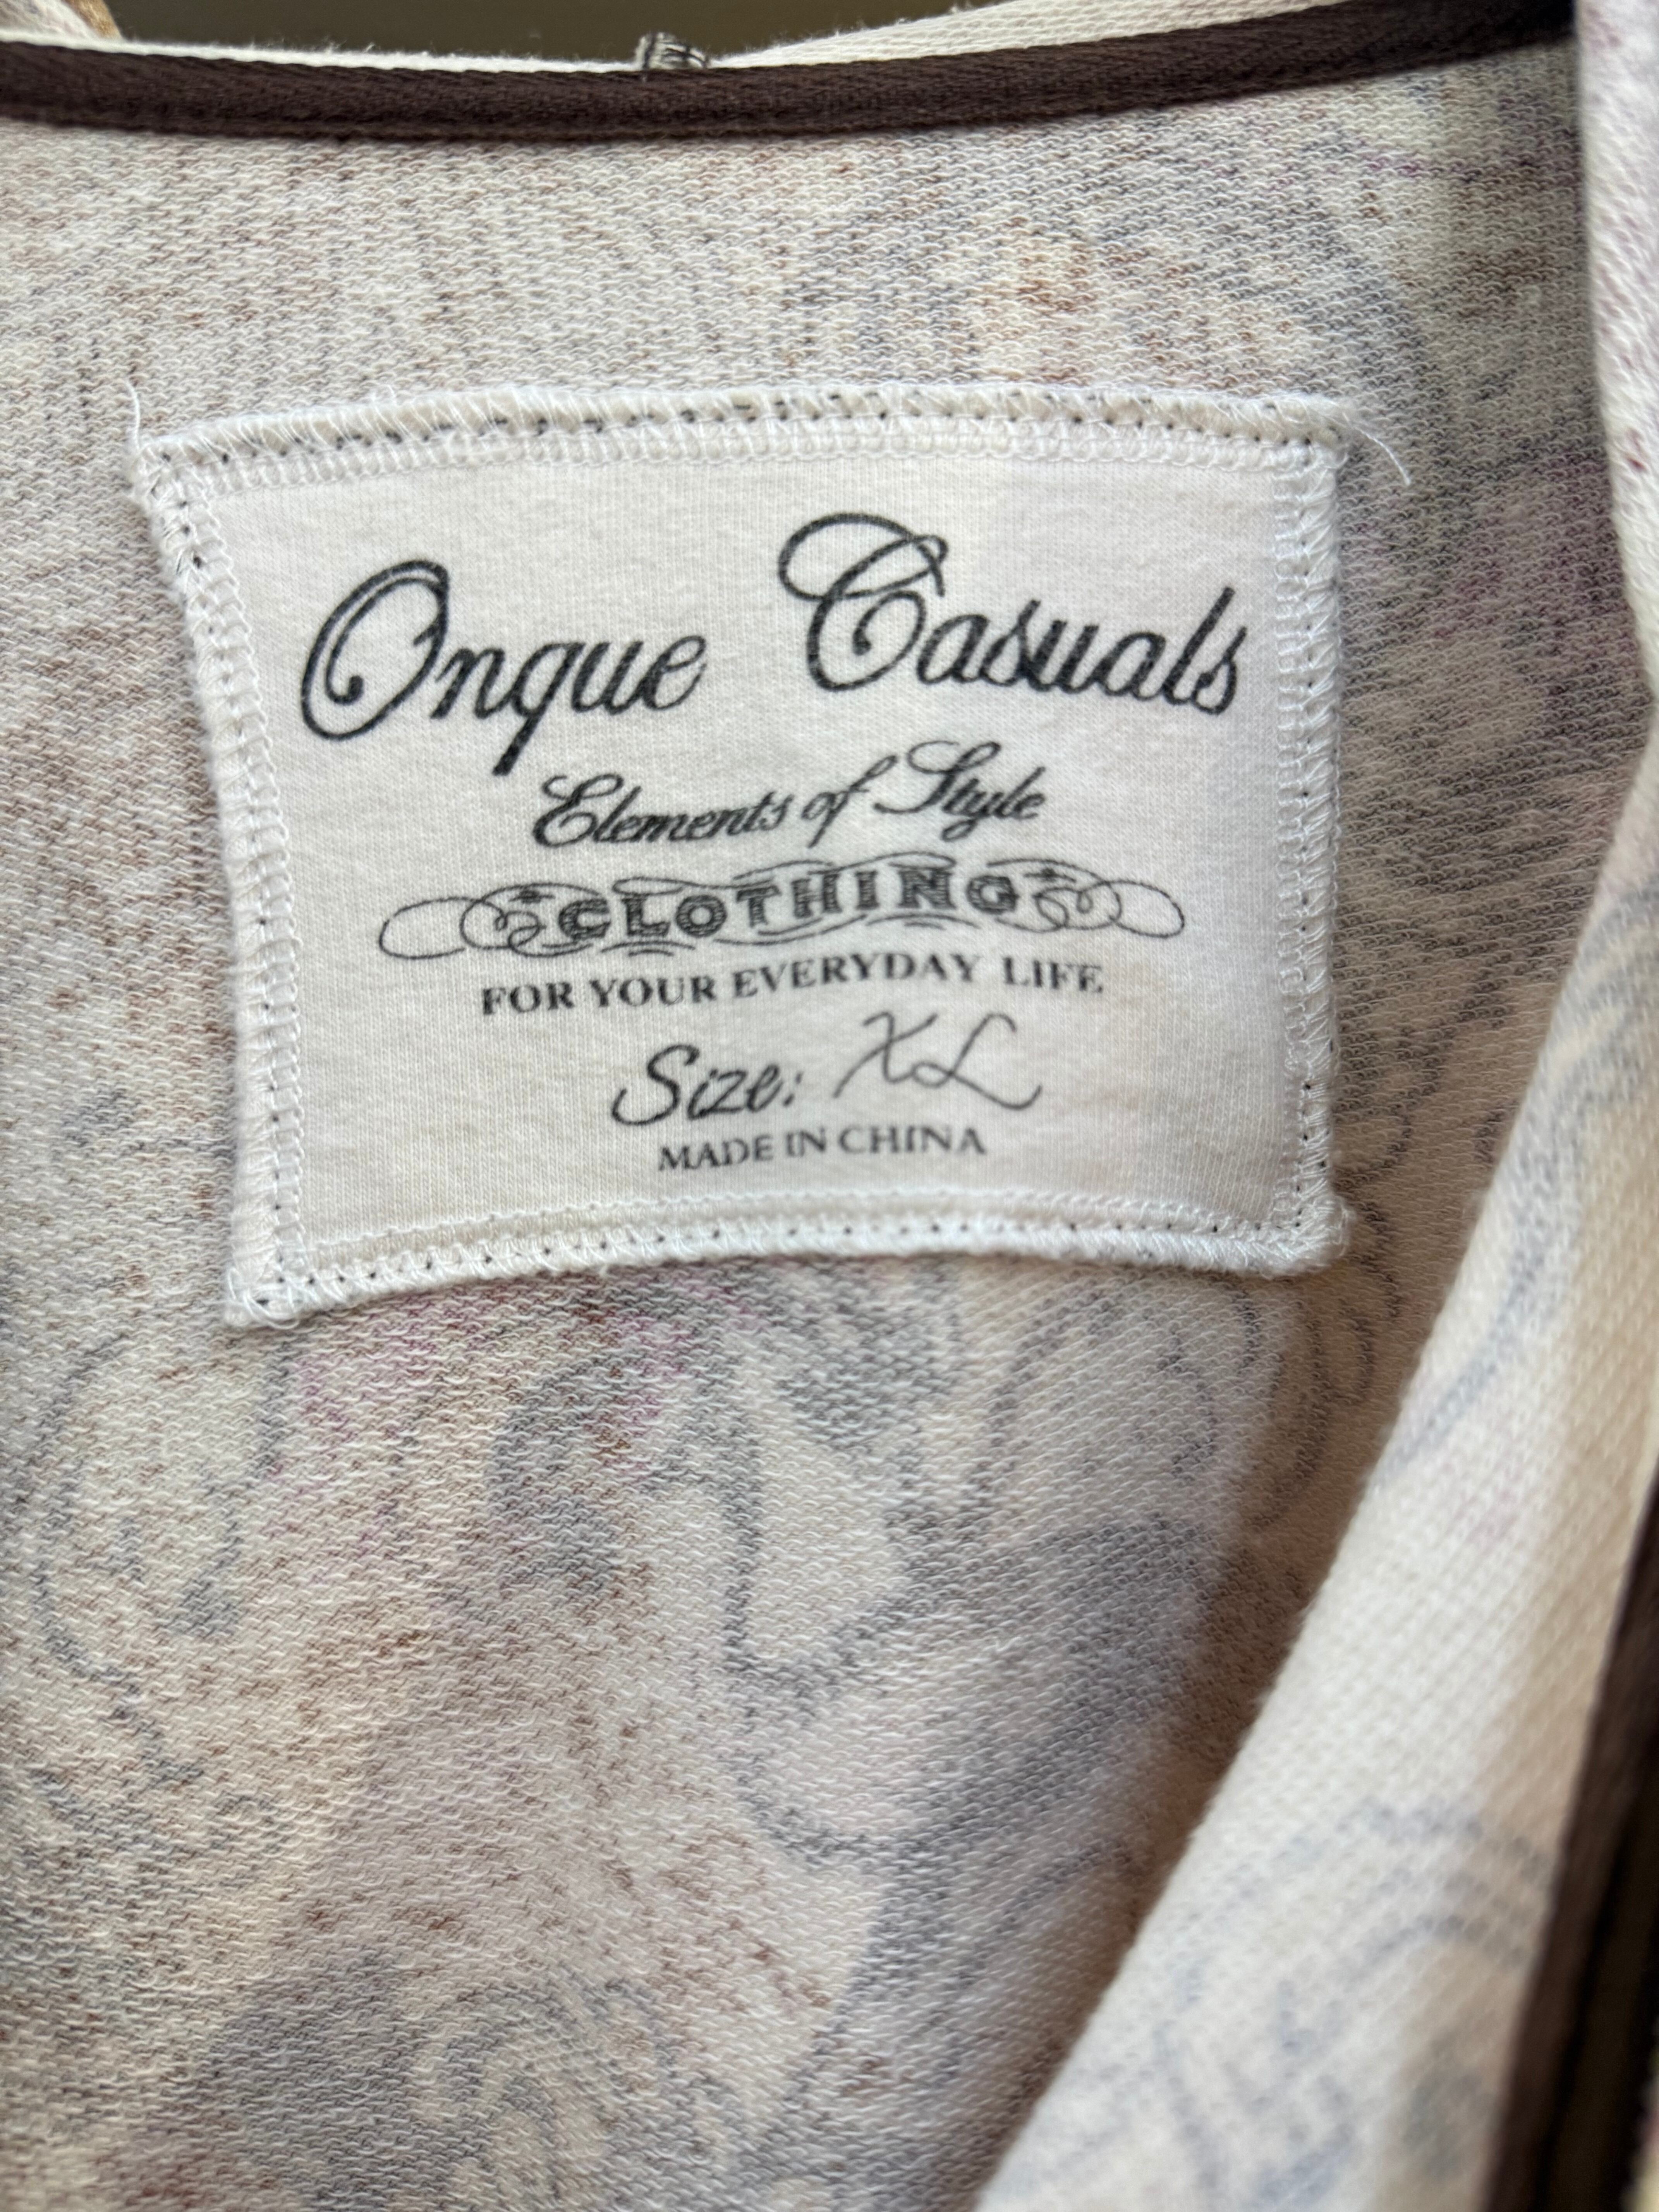 Onque Casuals
Elements of Style
CLOTHING
FOR YOUR EVERYDAY LIFE
Size: XL
MADE IN CHINA